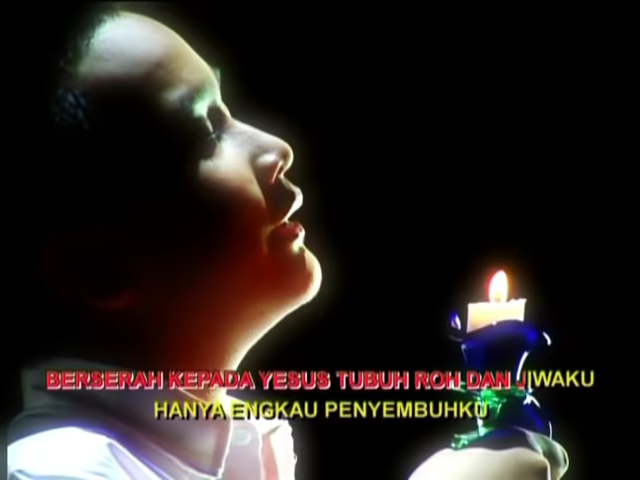 BERSERAH KEPADA YESUS TUBUH ROH DAN JIWAKU
HANYA ENGKAU PENYEMBUHKU